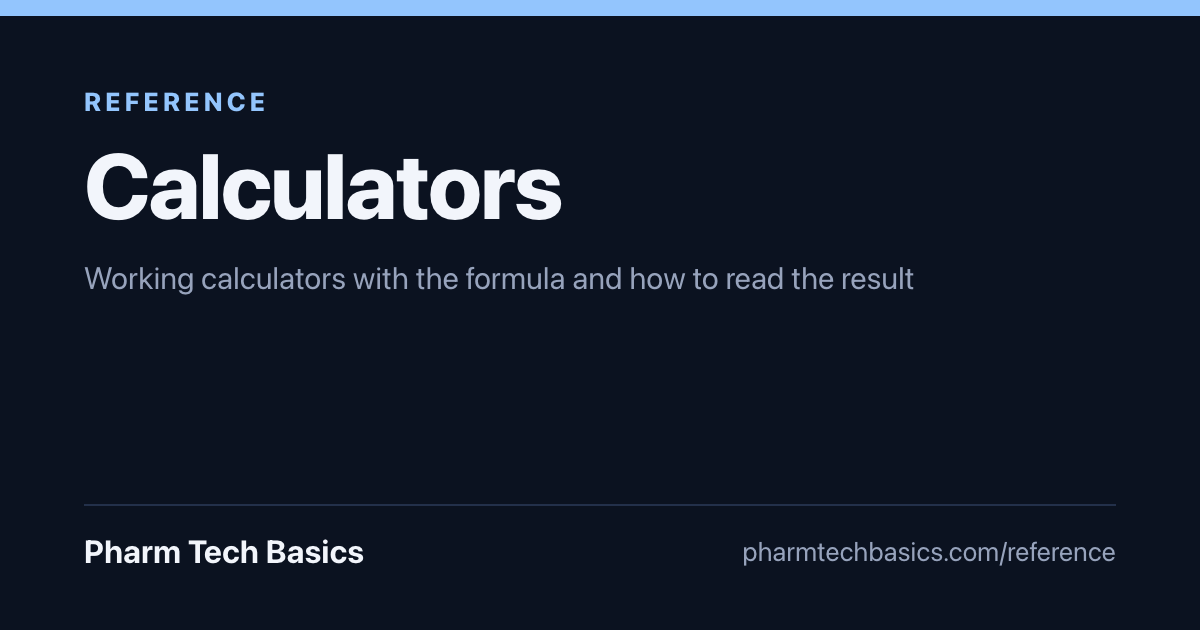 REFERENCE
Calculators
Working calculators with the formula and how to read the result
Pharm Tech Basics
pharmtechbasics.com/reference